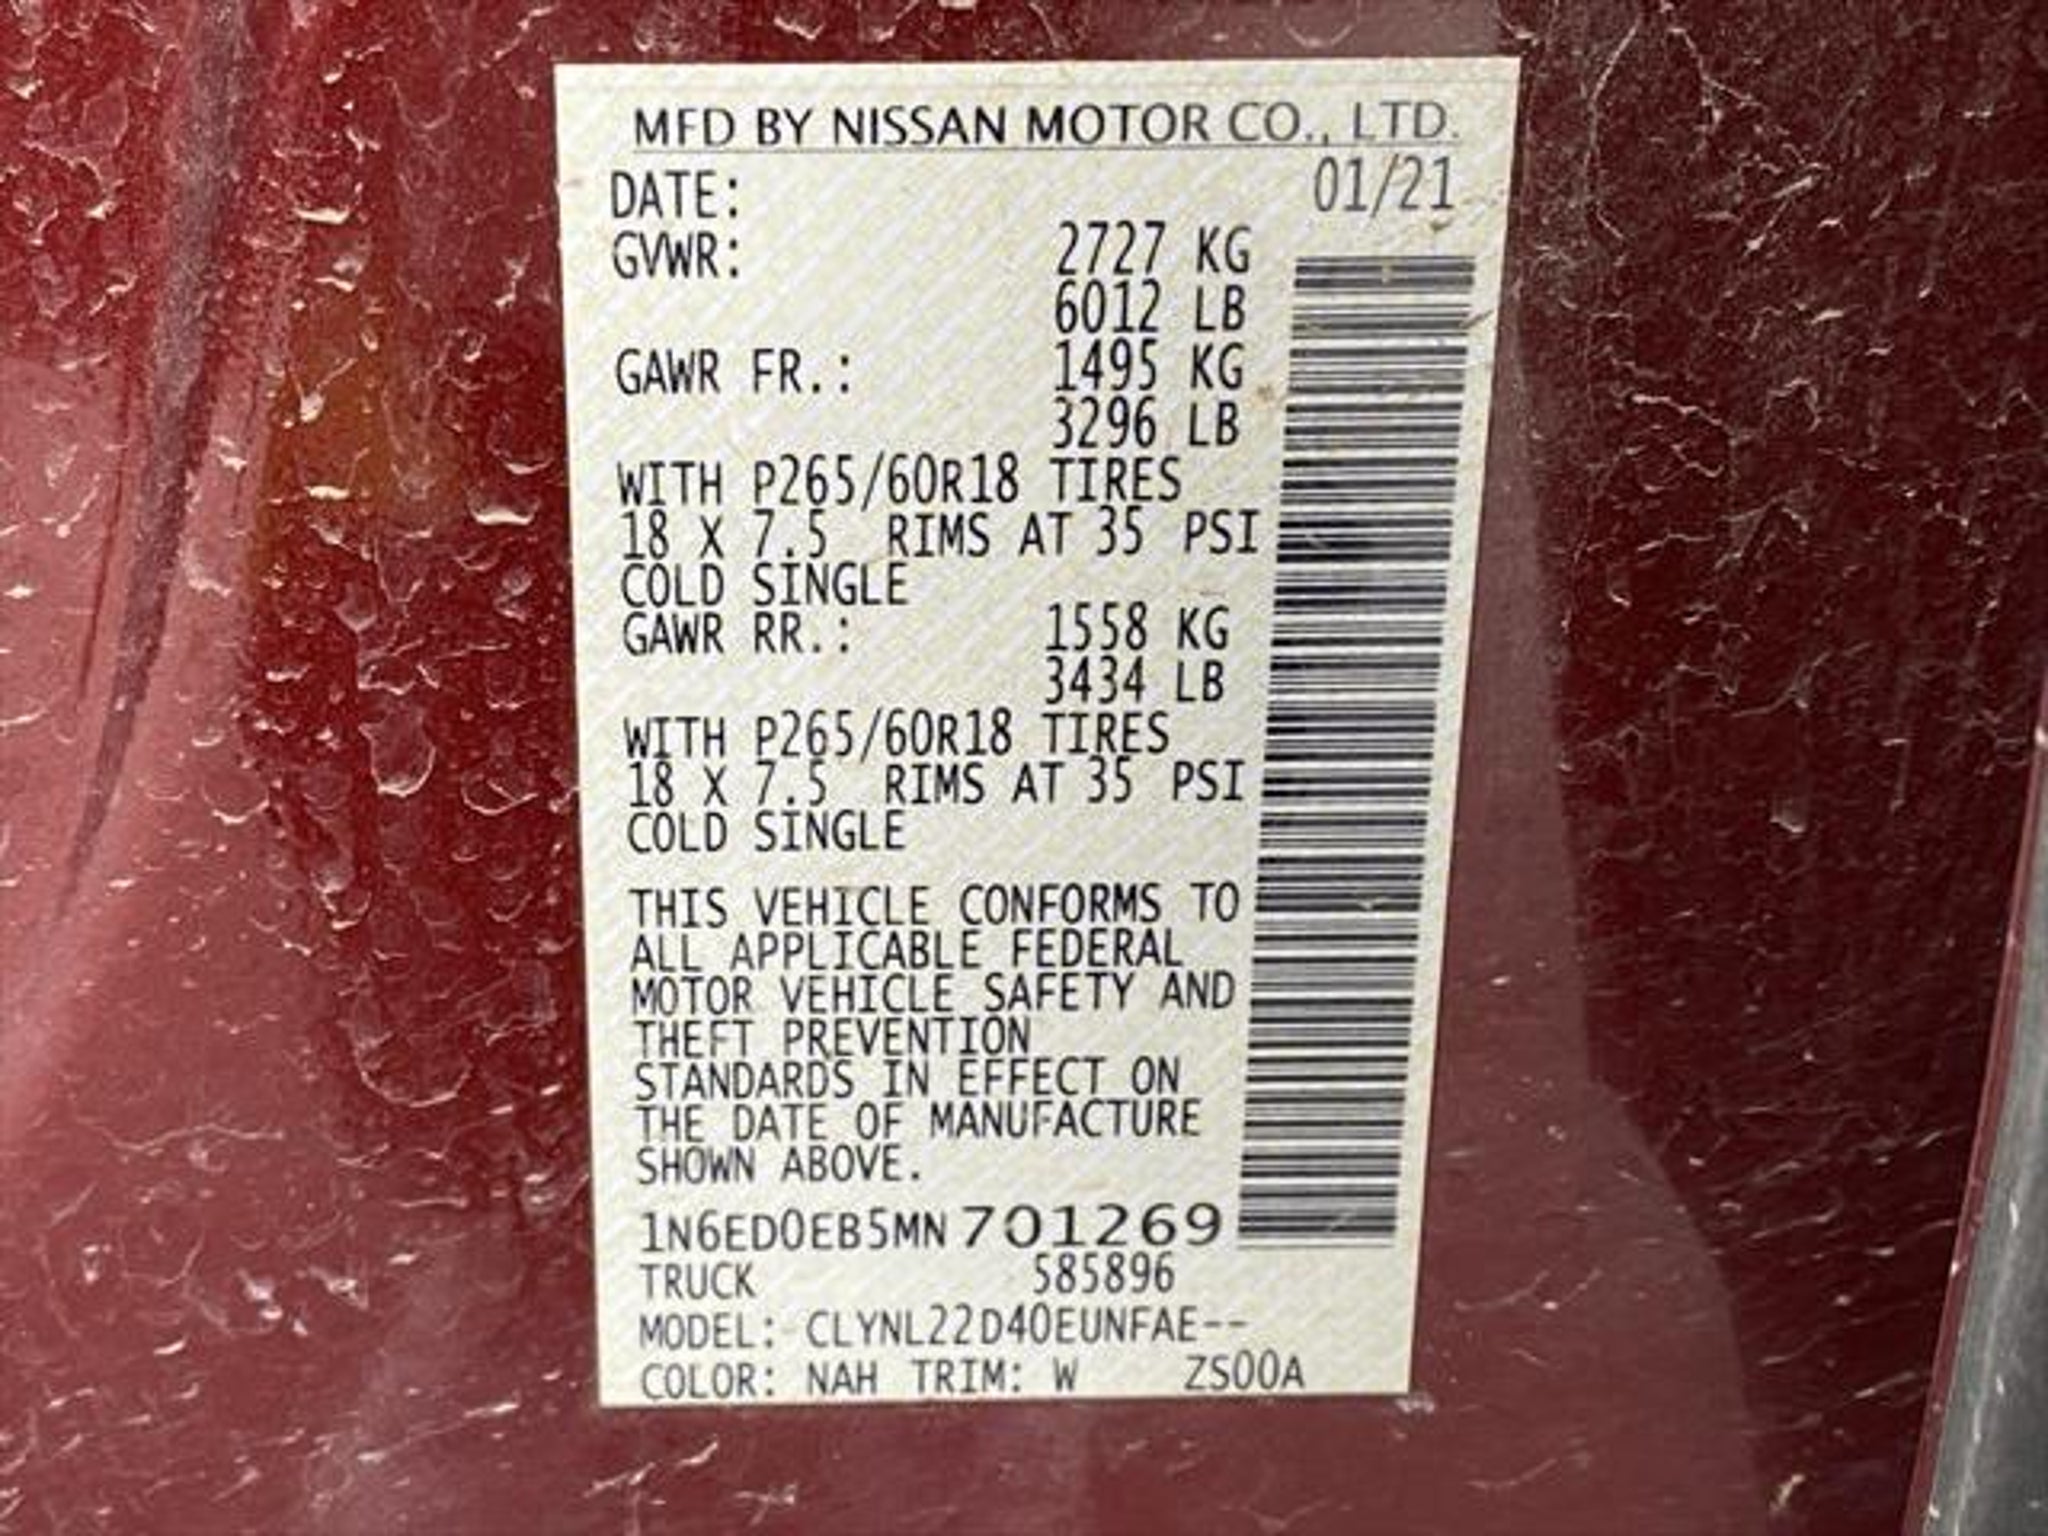 MFD BY NISSAN MOTOR CO., LTD.
DATE: 01/21
GVWR: 2727 KG
6012 LB
GAWR FR.: 1495 KG
3296 LB
WITH P265/60R18 TIRES
18 X 7.5 RIMS AT 35 PSI
COLD SINGLE
GAWR RR.: 1558 KG
3434 LB
WITH P265/60R18 TIRES
18 X 7.5 RIMS AT 35 PSI
COLD SINGLE
THIS VEHICLE CONFORMS TO
ALL APPLICABLE FEDERAL
MOTOR VEHICLE SAFETY AND
THEFT PREVENTION
STANDARDS IN EFFECT ON
THE DATE OF MANUFACTURE
SHOWN ABOVE.
1N6ED0EB5MN701269
TRUCK 585896
MODEL: CLYNL22D40EUNFAE--
COLOR: NAH TRIM: W ZS00A